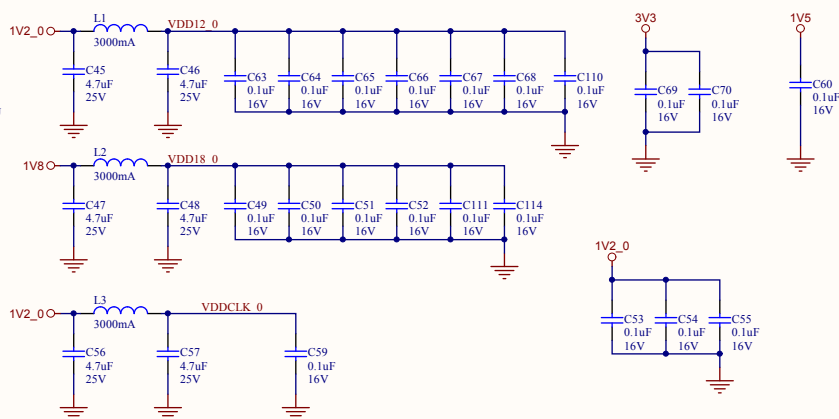 L1
1V2_0
VDD12_0
3000mA
C45
4.7uF
25V
C46
4.7uF
25V
C63
0.1uF
16V
C64
0.1uF
16V
C65
0.1uF
16V
C66
0.1uF
16V
C67
0.1uF
16V
C68
0.1uF
16V
C110
0.1uF
16V
3V3
C69
0.1uF
16V
C70
0.1uF
16V
1V5
C60
0.1uF
16V
L2
1V8
VDD18_0
3000mA
C47
4.7uF
25V
C48
4.7uF
25V
C49
0.1uF
16V
C50
0.1uF
16V
C51
0.1uF
16V
C52
0.1uF
16V
C111
0.1uF
16V
C114
0.1uF
16V
L3
1V2_0
VDDCLK_0
3000mA
C56
4.7uF
25V
C57
4.7uF
25V
C59
0.1uF
16V
1V2_0
C53
0.1uF
16V
C54
0.1uF
16V
C55
0.1uF
16V